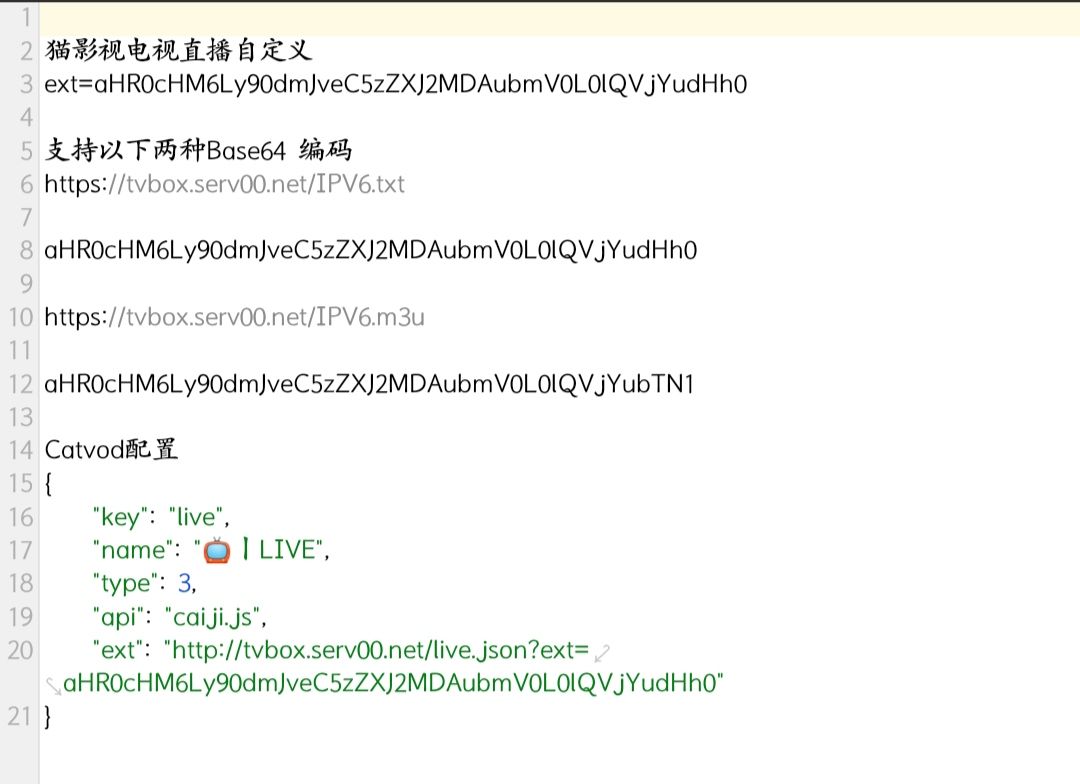 1
2 猫影视电视直播自定义
3 ext=aHR0cHM6Ly90dmJveC5zZXJ2MDAubmV0L0lQVjYudHh0
4
5 支持以下两种Base64 编码
6 https://tvbox.serv00.net/IPV6.txt
7
8 aHR0cHM6Ly90dmJveC5zZXJ2MDAubmV0L0lQVjYudHh0
9
10 https://tvbox.serv00.net/IPV6.m3u
11
12 aHR0cHM6Ly90dmJveC5zZXJ2MDAubmV0L0lQVjYubTN1
13
14 Catvod配置
15 {
16 "key": "live",
17 "name": "📺丨LIVE",
18 "type": 3,
19 "api": "caiji.js",
20 "ext": "http://tvbox.serv00.net/live.json?ext=
aHR0cHM6Ly90dmJveC5zZXJ2MDAubmV0L0lQVjYudHh0"
21 }